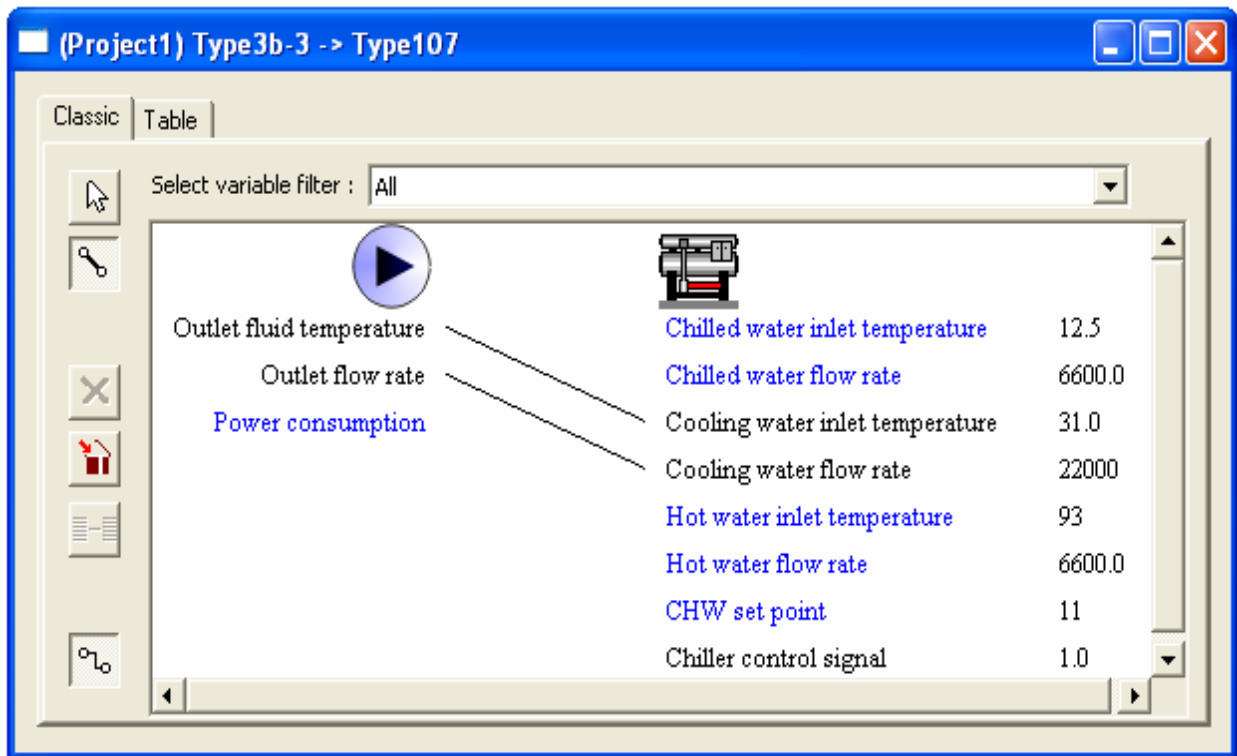 (Project1) Type3b-3 -> Type107
Classic Table
Select variable filter : All
Outlet fluid temperature Chilled water inlet temperature 12.5
Outlet flow rate Chilled water flow rate 6600.0
Power consumption Cooling water inlet temperature 31.0
Cooling water flow rate 22000
Hot water inlet temperature 93
Hot water flow rate 6600.0
CHW set point 11
Chiller control signal 1.0